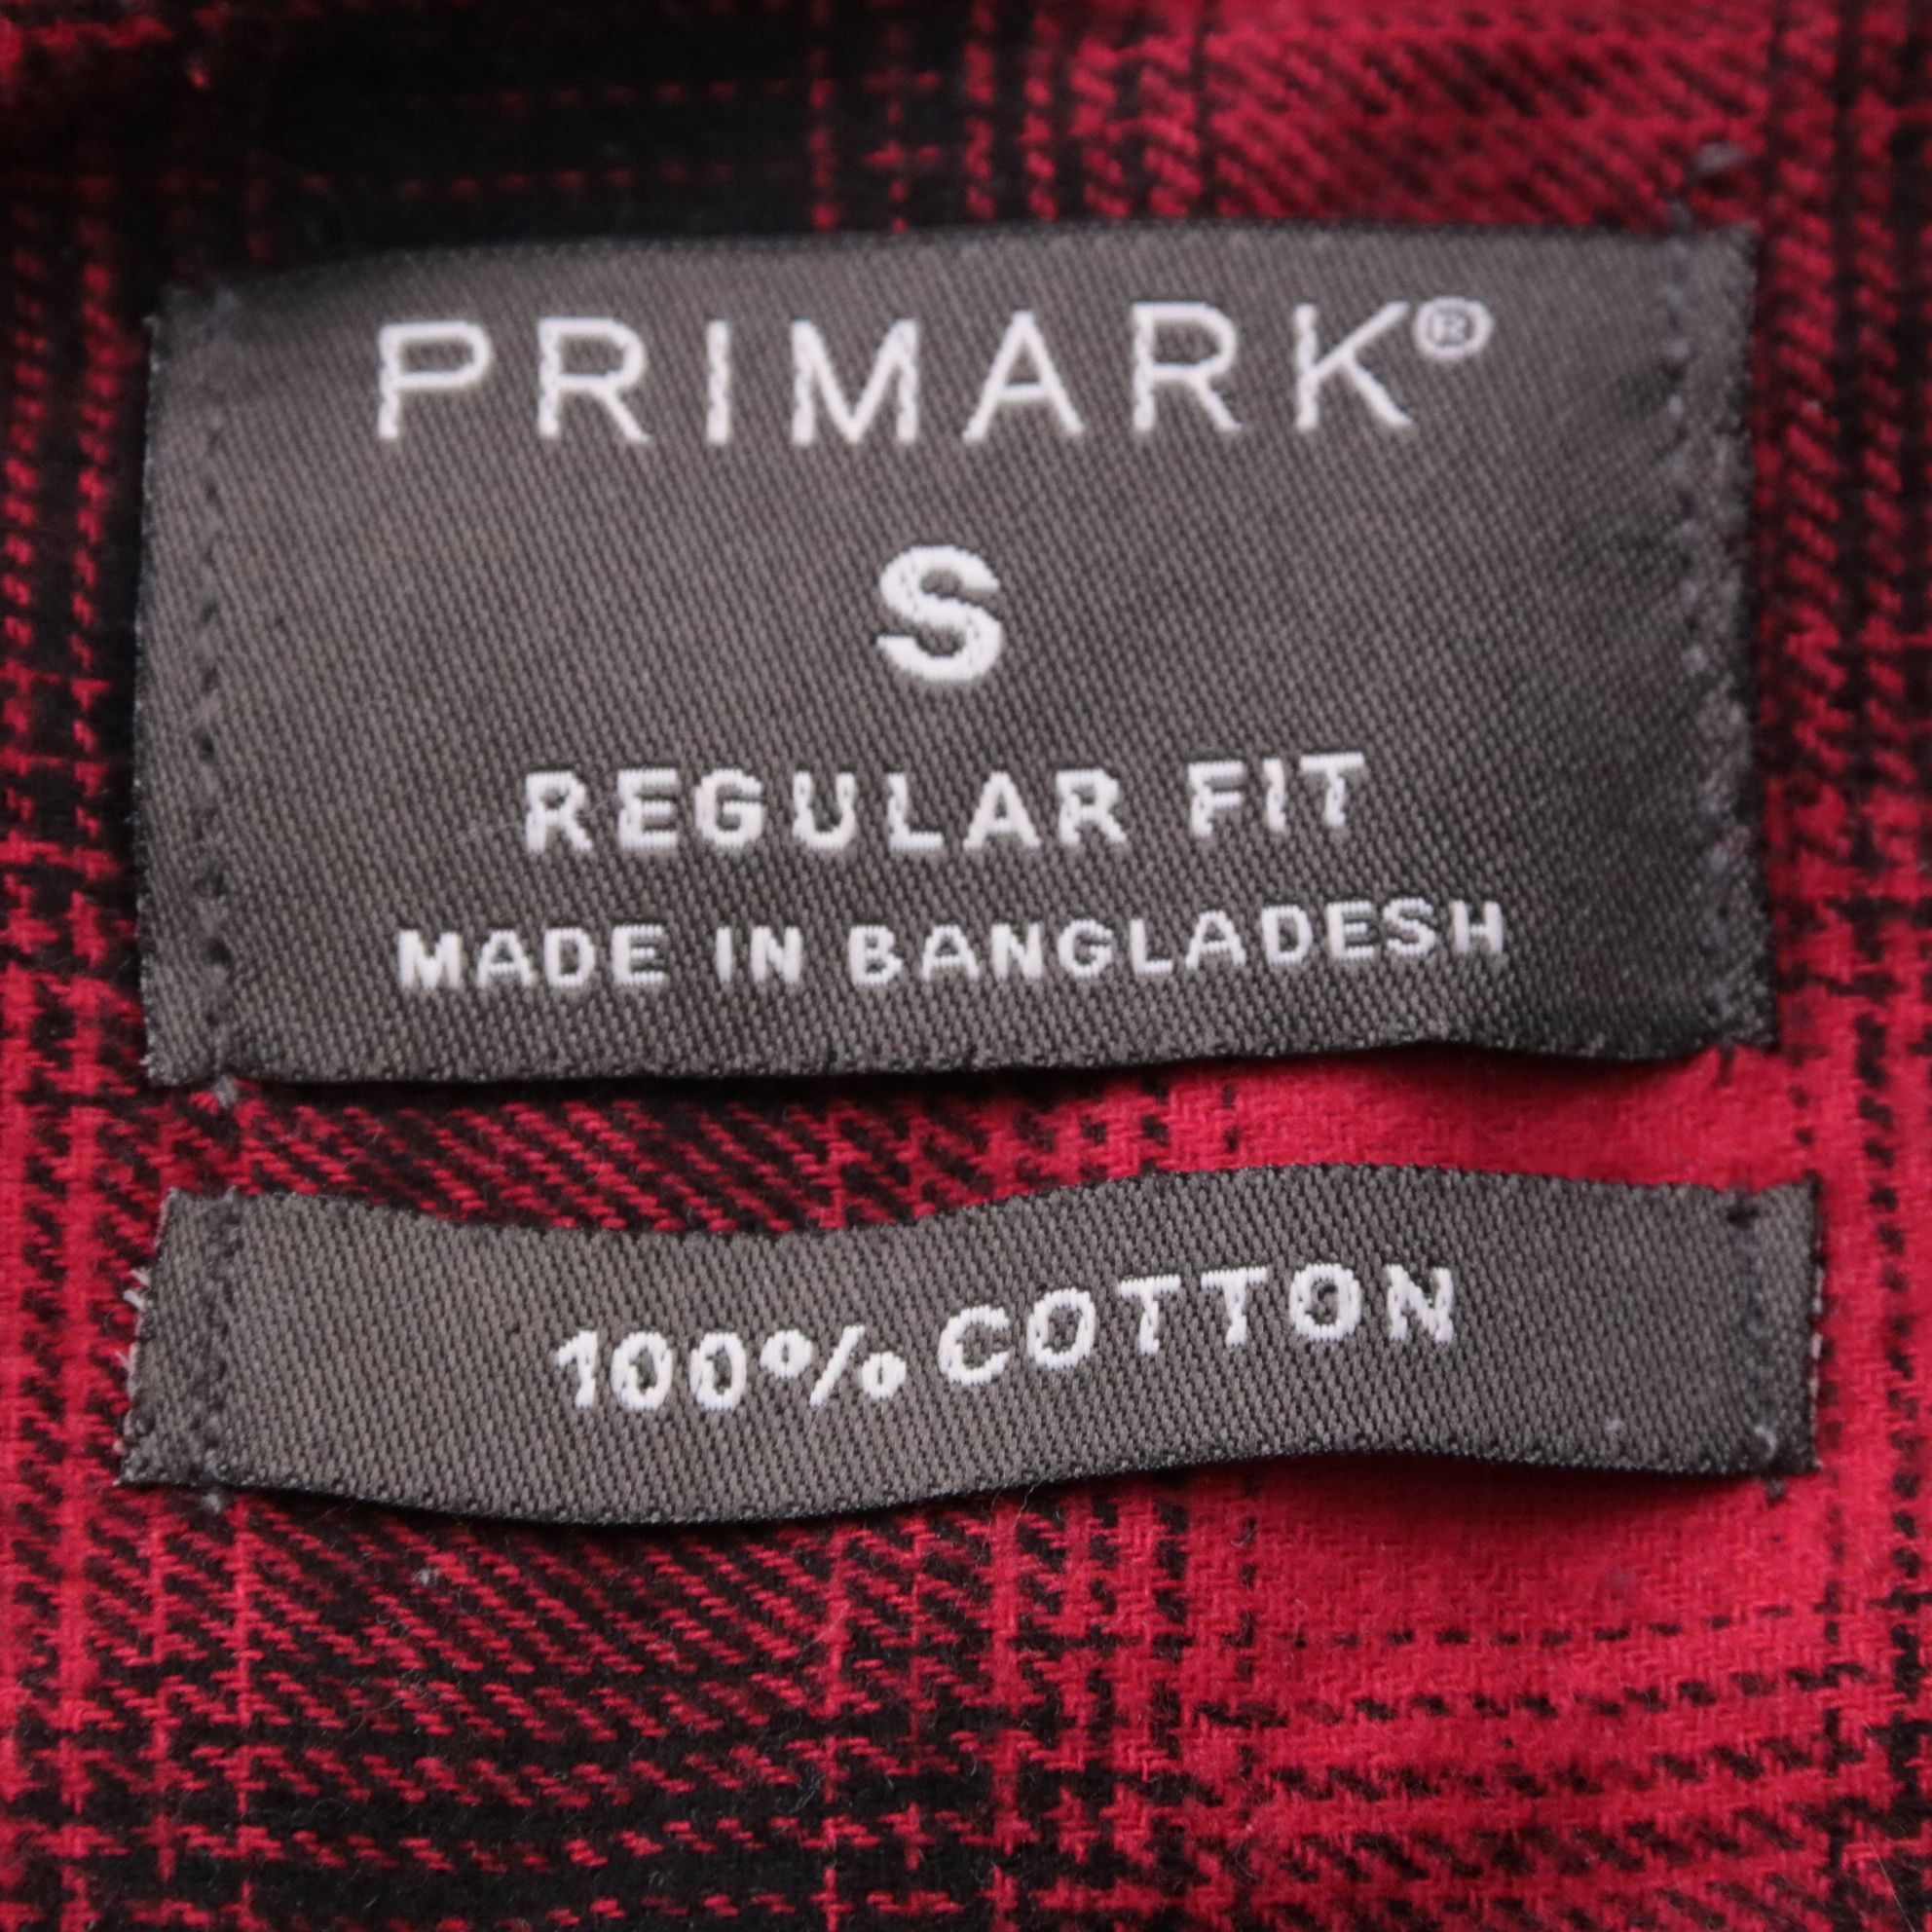 PRIMARK®
S
REGULAR FIT
MADE IN BANGLADESH
100% COTTON